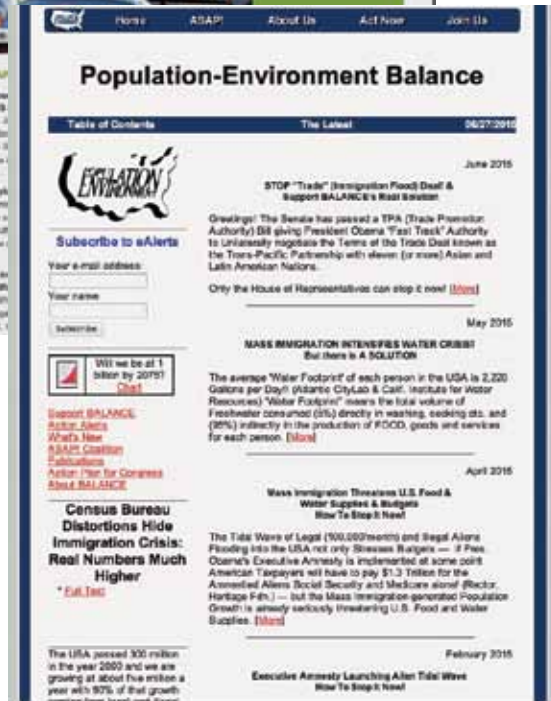 Home ASAP! About Us Act Now Join Us
Population-Environment Balance
Table of Contents The Latest 06/27/2015
POPULATION
ENVIRONMENT
Subscribe to eAlerts
Your e-mail address:
Your name
Subscribe
Will we be at 1
billion by 2075?
Chart
Support BALANCE
Action Alerts
What's New
ASAP! Coalition
Publications
Action Plan for Congress
About BALANCE
Census Bureau
Distortions Hide
Immigration Crisis:
Real Numbers Much
Higher
* Full Text
The USA passed 300 million
in the year 2000 and we are
growing at about five million a
year with 90% of that growth
June 2015
STOP "Trade" (Immigration Flood) Deal! &
Support BALANCE's Real Solution
Greetings! The Senate has passed a TPA (Trade Promotion
Authority) Bill giving President Obama "Fast Track" Authority
to Unilaterally negotiate the Terms of the Trade Deal known as
the Trans-Pacific Partnership with eleven (or more) Asian and
Latin American Nations.
Only the House of Representatives can stop it now! [More]
May 2015
MASS IMMIGRATION INTENSIFIES WATER CRISIS!
But there is A SOLUTION
The average 'Water Footprint' of each person in the USA is 2,220
Gallons per Day!! (Atlantic CityLab & Calif. Institute for Water
Resources) 'Water Footprint' means the total volume of
Freshwater consumed (5%) directly in washing, cooking etc. and
(95%) indirectly in the production of FOOD, goods and services
for each person. [More]
April 2015
Mass Immigration Threatens U.S. Food &
Water Supplies & Budgets
How To Stop It Now!
The Tidal Wave of Legal (100,000/month) and Illegal Aliens
Flooding into the USA not only Stresses Budgets — if Pres.
Obama's Executive Amnesty is implemented at some point
American Taxpayers will have to pay $1.3 Trillion for the
Amnestied Aliens Social Security and Medicare alone! (Rector,
Heritage Fdn.) — but the Mass Immigration-generated Population
Growth is already seriously threatening U.S. Food and Water
Supplies. [More]
February 2015
Executive Amnesty Launching Alien Tidal Wave
How To Stop It Now!